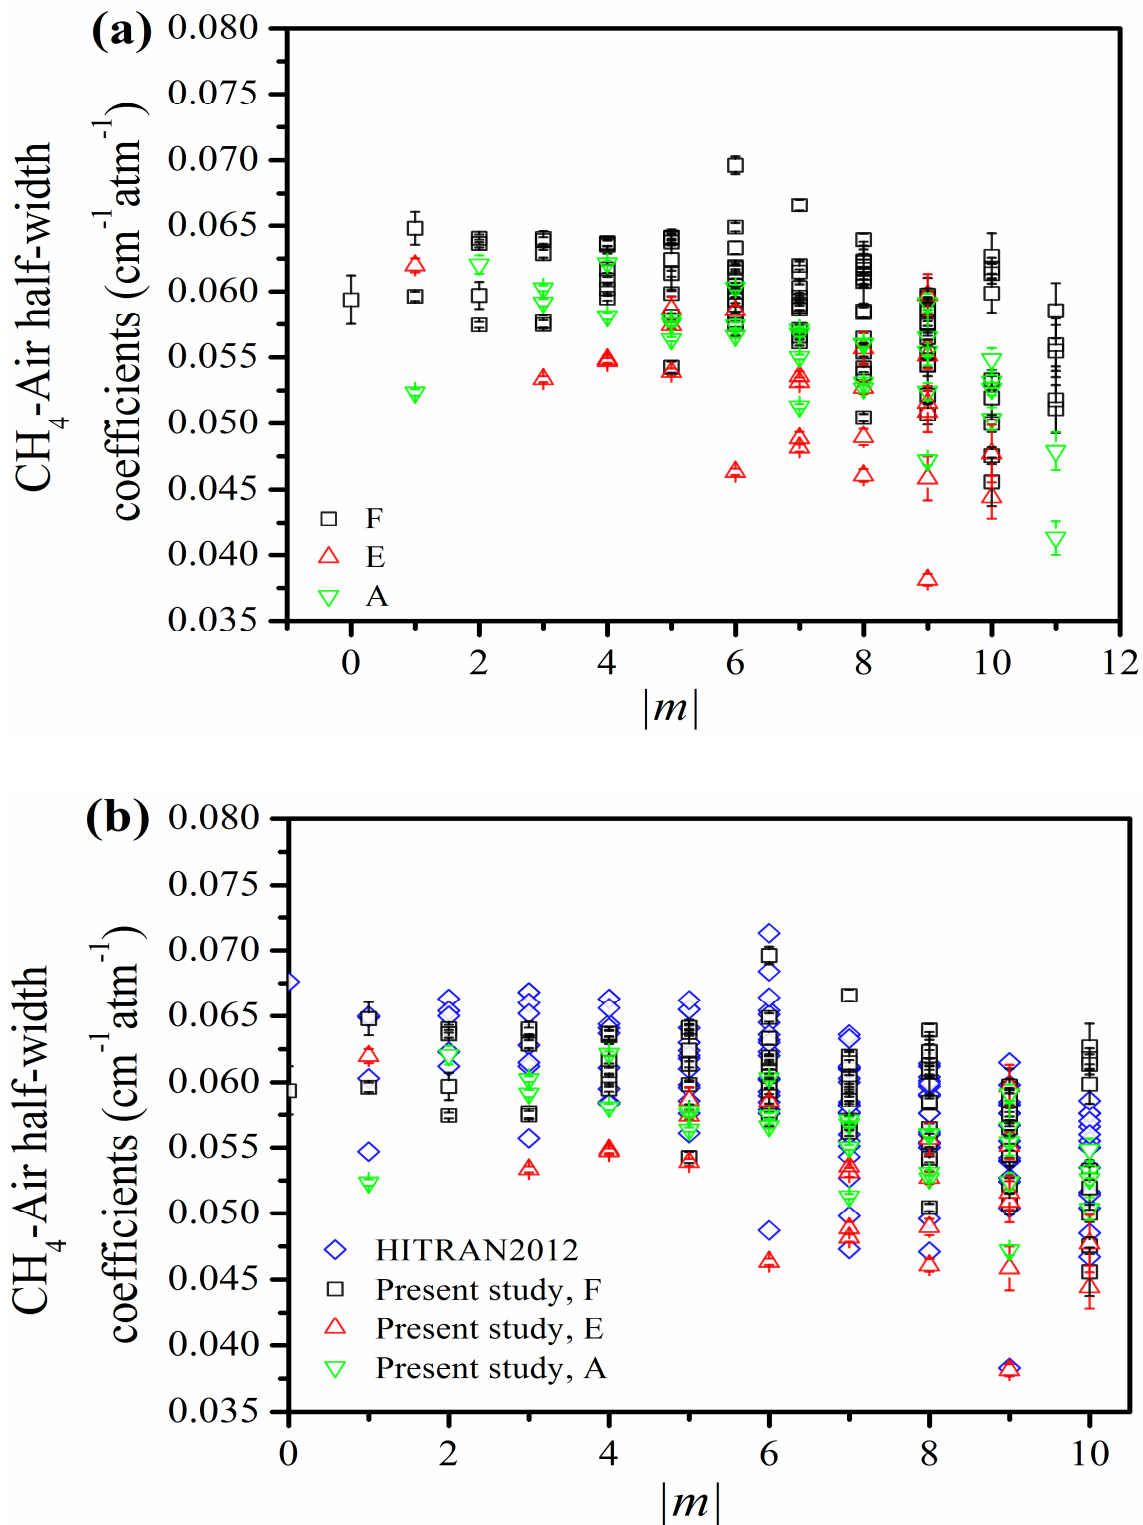 (a)
CH₄-Air half-width
coefficients (cm⁻¹atm⁻¹)
0.080
0.075
0.070
0.065
0.060
0.055
0.050
0.045
0.040
0.035
F
E
A
0 2 4 6 8 10 12
|m|
(b)
CH₄-Air half-width
coefficients (cm⁻¹atm⁻¹)
0.080
0.075
0.070
0.065
0.060
0.055
0.050
0.045
0.040
0.035
HITRAN2012
Present study, F
Present study, E
Present study, A
0 2 4 6 8 10
|m|